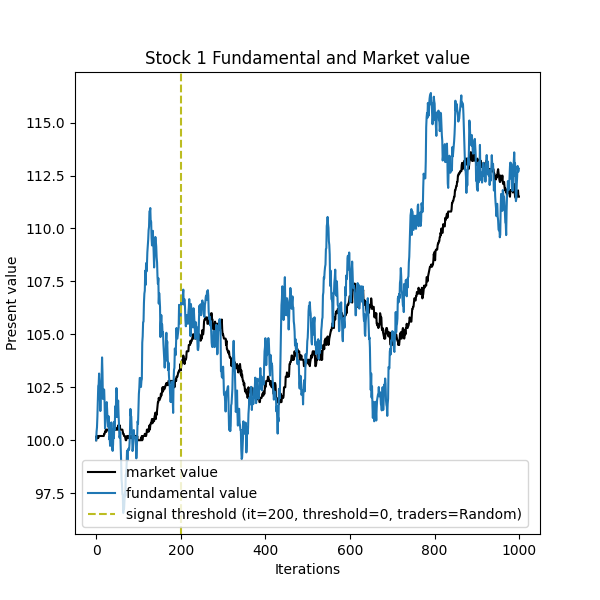 Stock 1 Fundamental and Market value
Present value
115.0
112.5
110.0
107.5
105.0
102.5
100.0
97.5
market value
fundamental value
signal threshold (it=200, threshold=0, traders=Random)
0 200 400 600 800 1000
Iterations